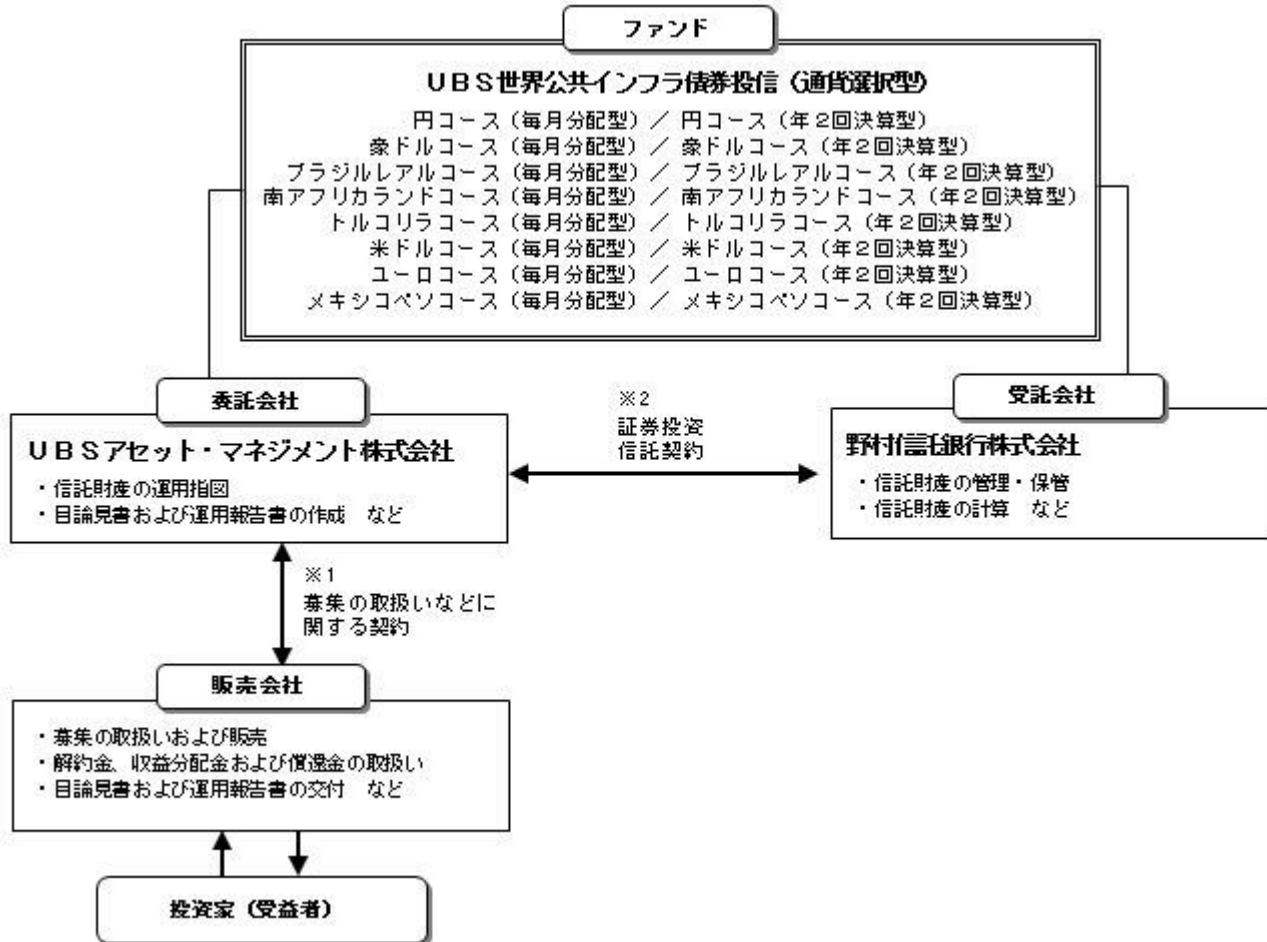 ファンド
UBS世界公共インフラ債券投信（通貨選択型）
円コース（毎月分配型）／円コース（年２回決算型）
豪ドルコース（毎月分配型）／豪ドルコース（年２回決算型）
ブラジルレアルコース（毎月分配型）／ブラジルレアルコース（年２回決算型）
南アフリカランドコース（毎月分配型）／南アフリカランドコース（年２回決算型）
トルコリラコース（毎月分配型）／トルコリラコース（年２回決算型）
米ドルコース（毎月分配型）／米ドルコース（年２回決算型）
ユーロコース（毎月分配型）／ユーロコース（年２回決算型）
メキシコペソコース（毎月分配型）／メキシコペソコース（年２回決算型）
委託会社
UBSアセット・マネジメント株式会社
・信託財産の運用指図
・目論見書および運用報告書の作成　など
※2
証券投資
信託契約
受託会社
野村信託銀行株式会社
・信託財産の管理・保管
・信託財産の計算　など
※1
募集の取扱いなどに
関する契約
販売会社
・募集の取扱いおよび販売
・解約金、収益分配金および償還金の取扱い
・目論見書および運用報告書の交付　など
投資家（受益者）